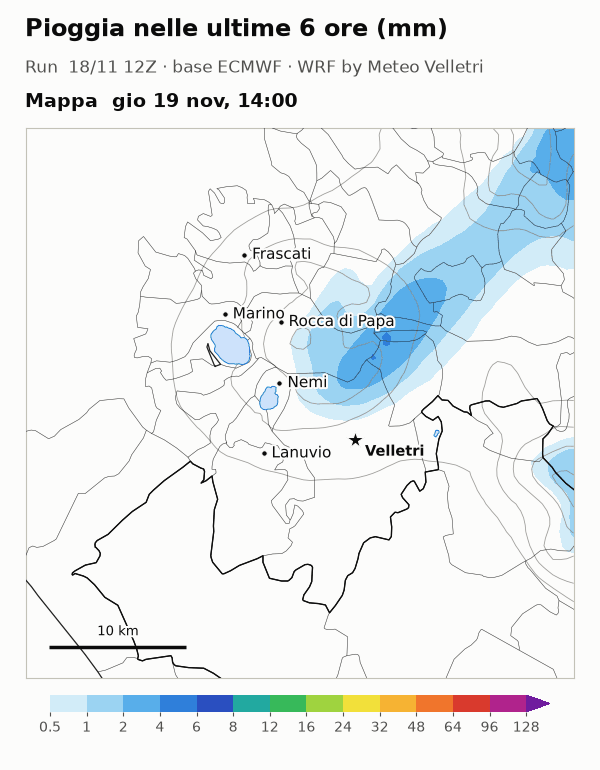 Pioggia nelle ultime 6 ore (mm)
Run  18/11 12Z · base ECMWF · WRF by Meteo Velletri
Mappa  gio 19 nov, 14:00
Frascati
Marino
Rocca di Papa
Nemi
Velletri
Lanuvio
10 km
0.5 1 2 4 6 8 12 16 24 32 48 64 96 128